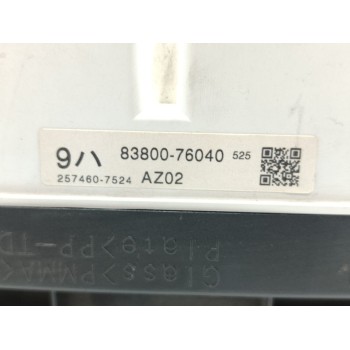 9ハ 83800-76040 525
257460-7524 AZ02
Plate>PP-TD
Glass>PMMA<